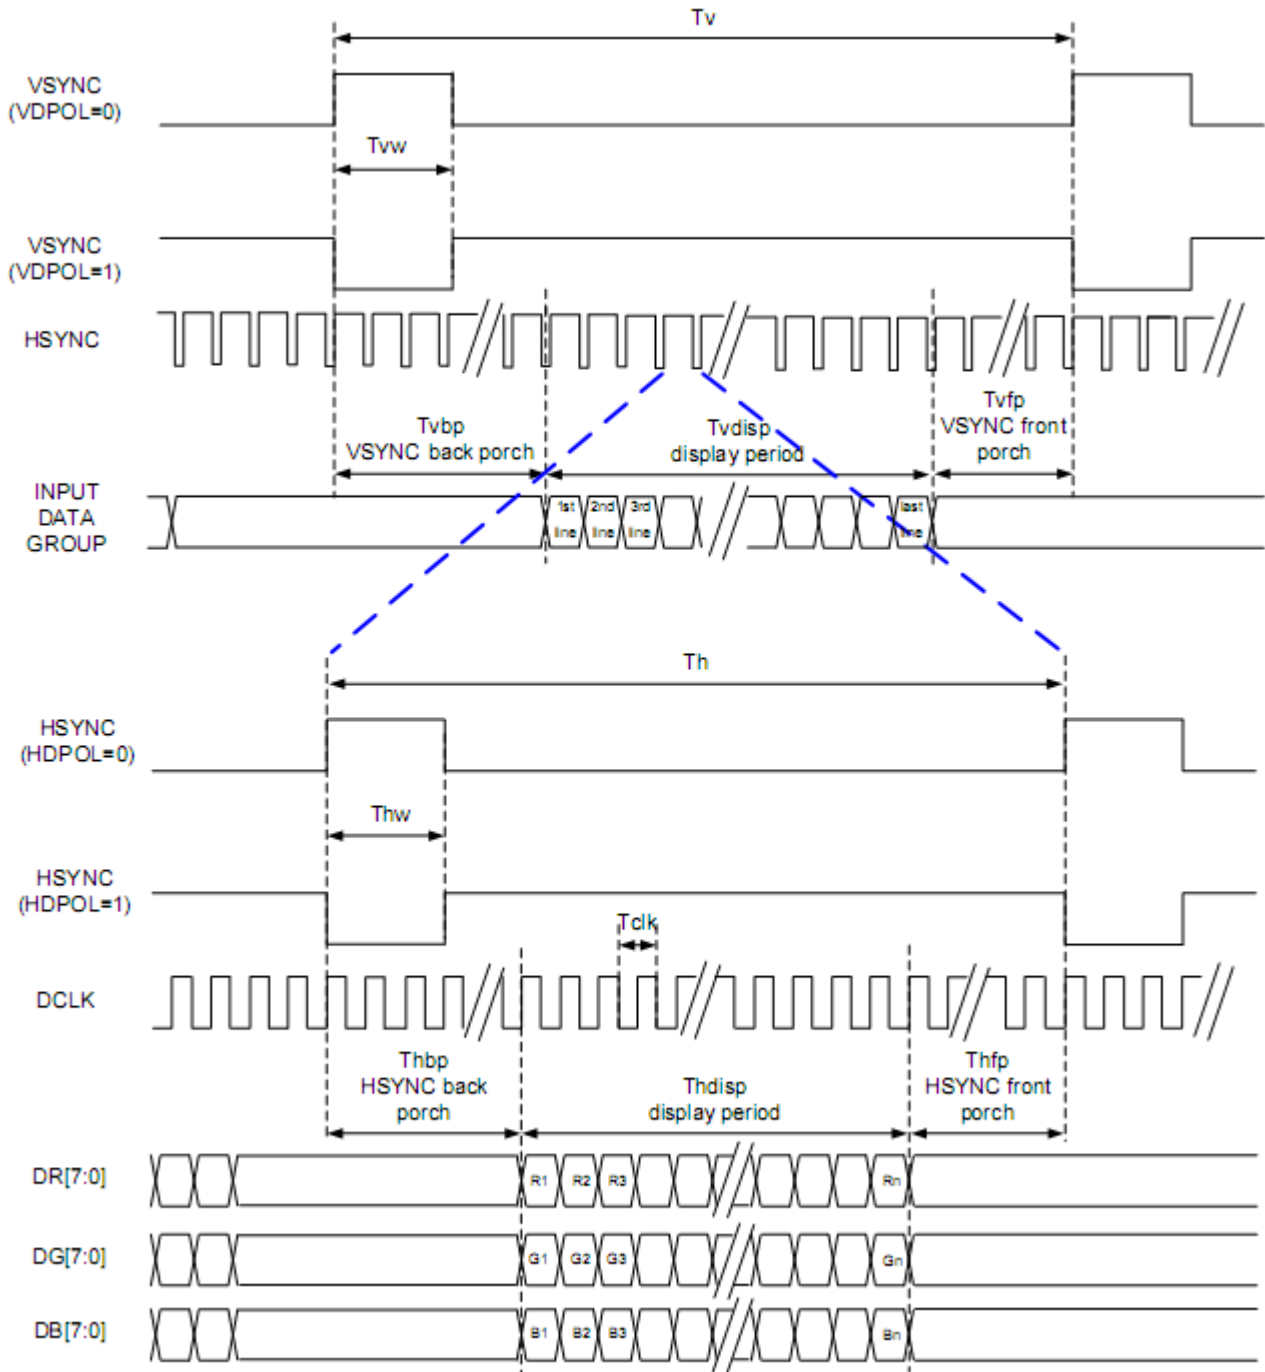 Tv
VSYNC
(VDPOL=0)
Tvw
VSYNC
(VDPOL=1)
HSYNC
Tvbp
VSYNC back porch
Tvdisp
display period
Tvfp
VSYNC front
porch
INPUT
DATA
GROUP
1st
line
2nd
line
3rd
line
last
line
Th
HSYNC
(HDPOL=0)
Thw
HSYNC
(HDPOL=1)
Tclk
DCLK
Thbp
HSYNC back
porch
Thdisp
display period
Thfp
HSYNC front
porch
DR[7:0] R1 R2 R3 Rn
DG[7:0] G1 G2 G3 Gn
DB[7:0] B1 B2 B3 Bn